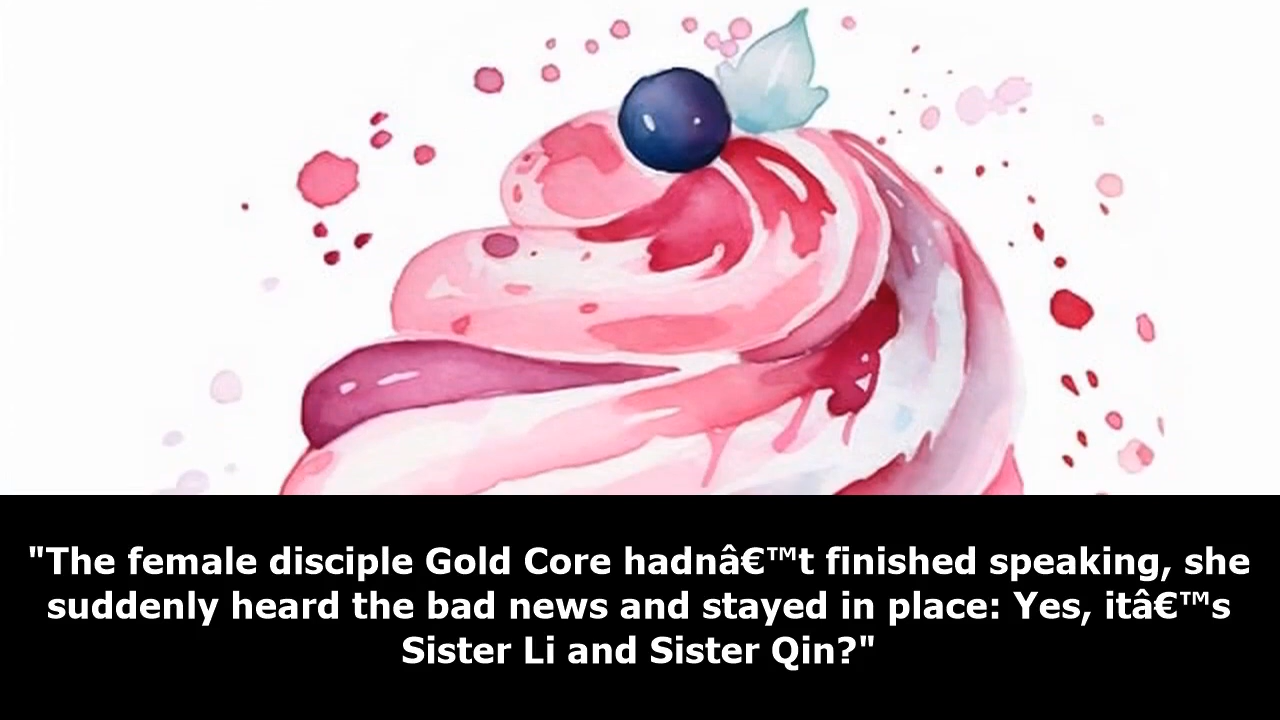 "The female disciple Gold Core hadnâ€™t finished speaking, she
suddenly heard the bad news and stayed in place: Yes, itâ€™s
Sister Li and Sister Qin?"